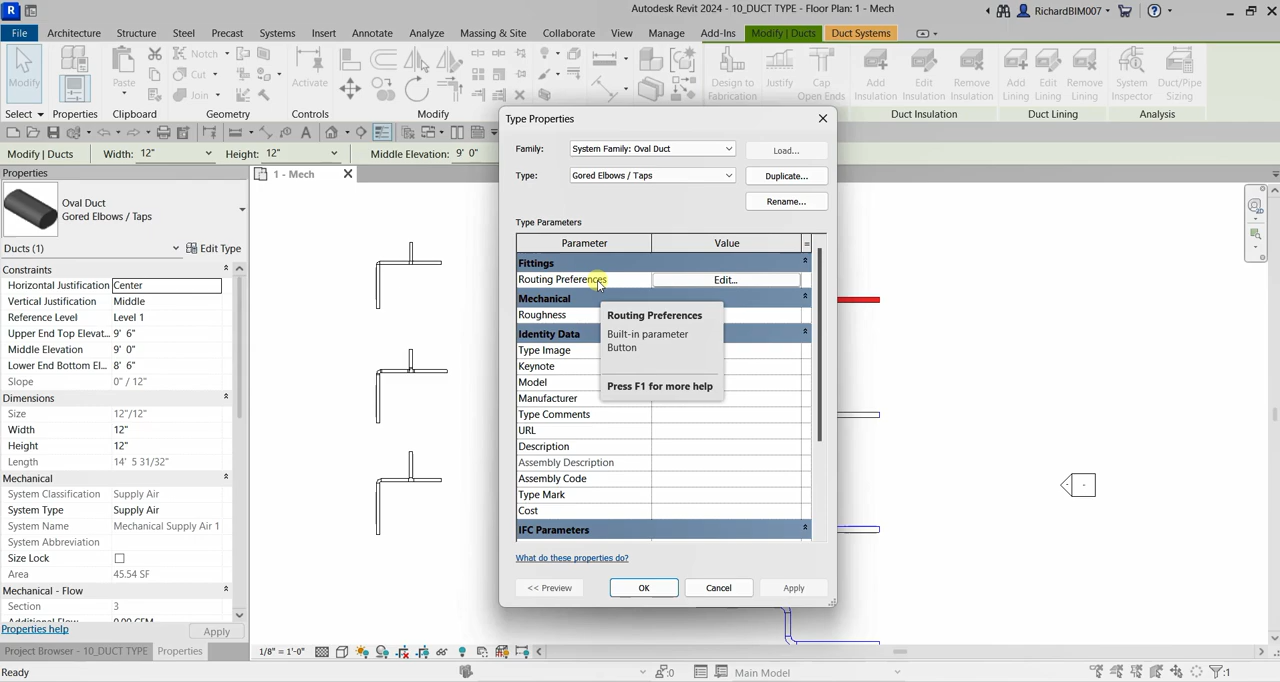 R
Autodesk Revit 2024 - 10_DUCT TYPE - Floor Plan: 1 - Mech
RichardBIM007
File
Architecture
Structure
Steel
Precast
Systems
Insert
Annotate
Analyze
Massing & Site
Collaborate
View
Manage
Add-Ins
Modify | Ducts
Duct Systems
Modify
Paste
Notch
Cut
Join
Activate
Design to
Fabrication
Justify
Cap
Open Ends
Add
Insulation
Edit
Insulation
Remove
Insulation
Add
Lining
Edit
Lining
Remove
Lining
System
Inspector
Duct/Pipe
Sizing
Select
Properties
Clipboard
Geometry
Controls
Modify
Duct Insulation
Duct Lining
Analysis
Modify | Ducts
Width: 12"
Height: 12"
Middle Elevation: 9' 0"
Properties
1 - Mech
Oval Duct
Gored Elbows / Taps
Ducts (1)
Edit Type
Constraints
Horizontal Justification Center
Vertical Justification Middle
Reference Level Level 1
Upper End Top Elevat... 9' 6"
Middle Elevation 9' 0"
Lower End Bottom El... 8' 6"
Slope 0" / 12"
Dimensions
Size 12"/12"
Width 12"
Height 12"
Length 14' 5 31/32"
Mechanical
System Classification Supply Air
System Type Supply Air
System Name Mechanical Supply Air 1
System Abbreviation
Size Lock
Area 45.54 SF
Mechanical - Flow
Section 3
Additional Flow 0.00 CFM
Properties help
Apply
Project Browser - 10_DUCT TYPE
Properties
Type Properties
Family: System Family: Oval Duct
Load...
Type: Gored Elbows / Taps
Duplicate...
Rename...
Type Parameters
Parameter Value =
Fittings
Routing Preferences Edit...
Mechanical
Roughness
Identity Data
Type Image
Keynote
Model
Manufacturer
Type Comments
URL
Description
Assembly Description
Assembly Code
Type Mark
Cost
IFC Parameters
Routing Preferences
Built-in parameter
Button
Press F1 for more help
What do these properties do?
<< Preview
OK
Cancel
Apply
1/8" = 1'-0"
Ready
:0
Main Model
:1